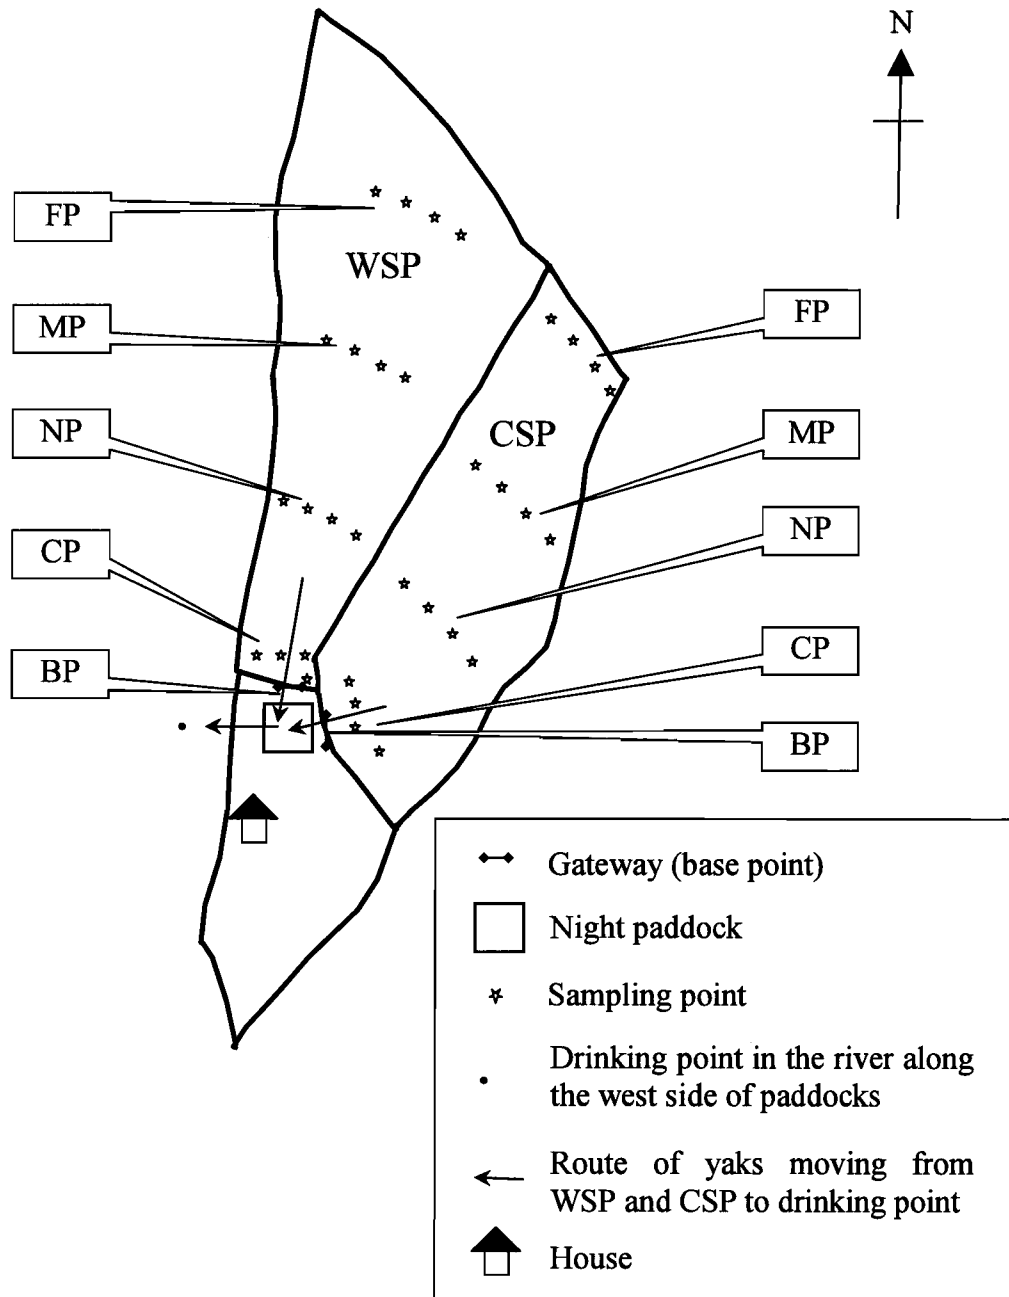 N
FP
WSP
MP
FP
NP
CSP
MP
CP
NP
BP
CP
BP
Gateway (base point)
Night paddock
Sampling point
Drinking point in the river along
the west side of paddocks
Route of yaks moving from
WSP and CSP to drinking point
House